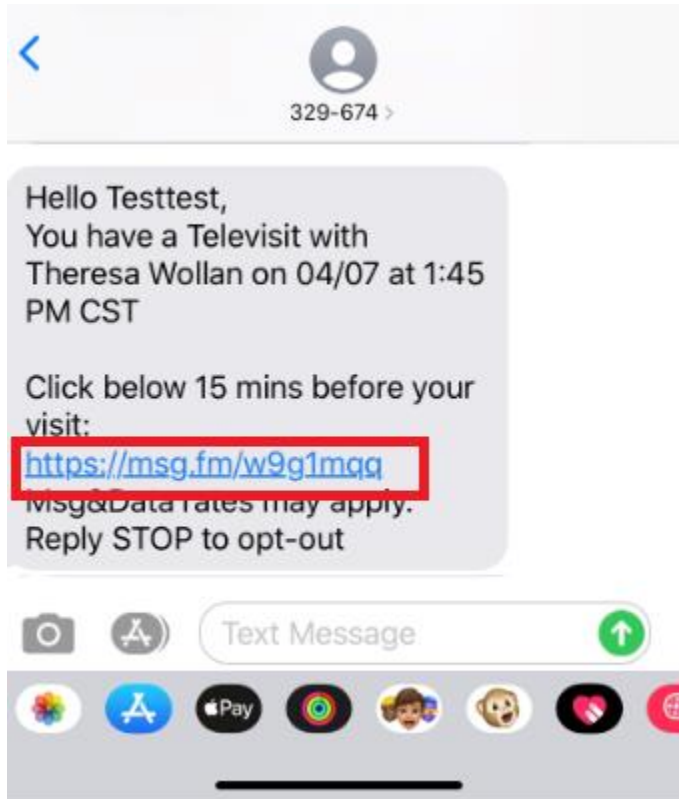 329-674 >
Hello Testtest,
You have a Televisit with
Theresa Wollan on 04/07 at 1:45
PM CST
Click below 15 mins before your
visit:
https://msg.fm/w9g1mqq
Msg&Data rates may apply.
Reply STOP to opt-out
Text Message
Pay